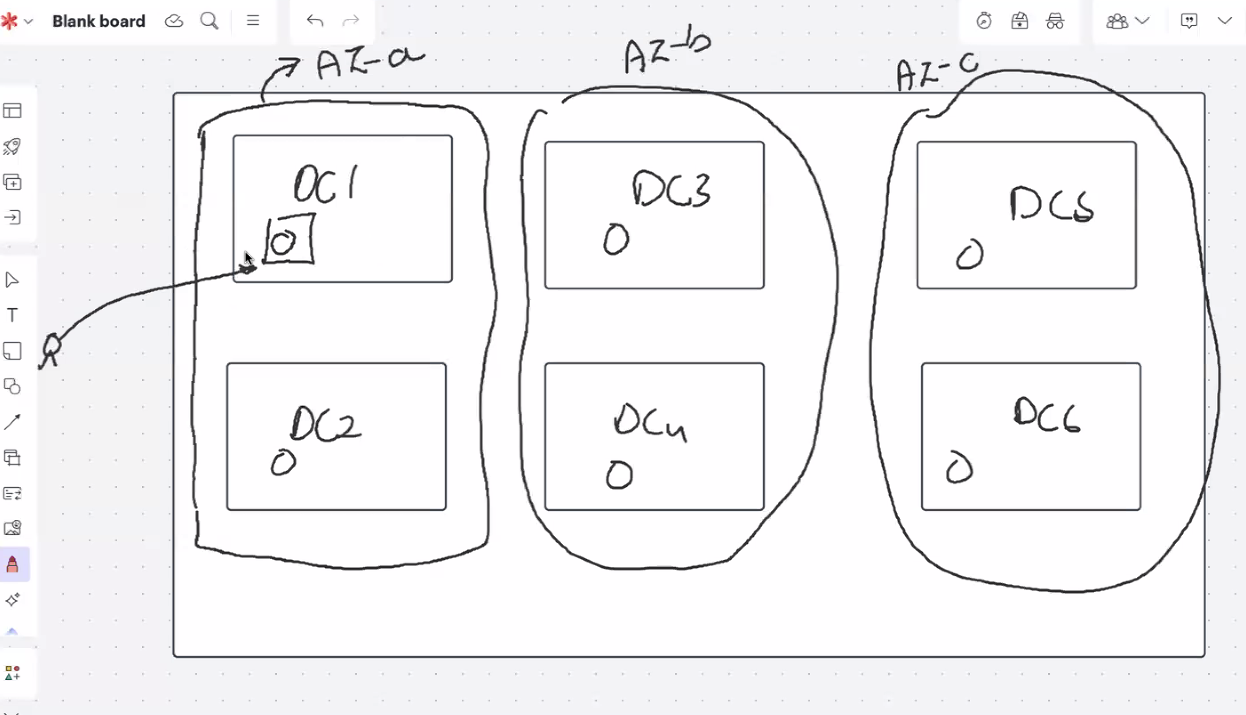 Blank board
AZ-a
AZ-b
AZ-c
DC1
DC3
DC5
DC2
DC4
DC6